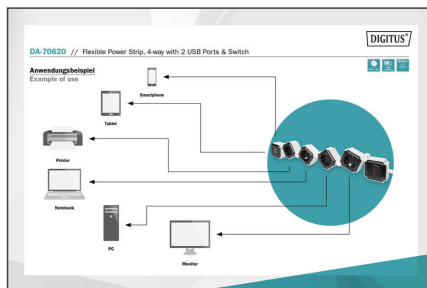 DIGITUS®
DA-70620 // Flexible Power Strip, 4-way with 2 USB Ports & Switch
Anwendungsbeispiel
Example of use
Smartphone
Tablet
Printer
Notebook
PC
Monitor